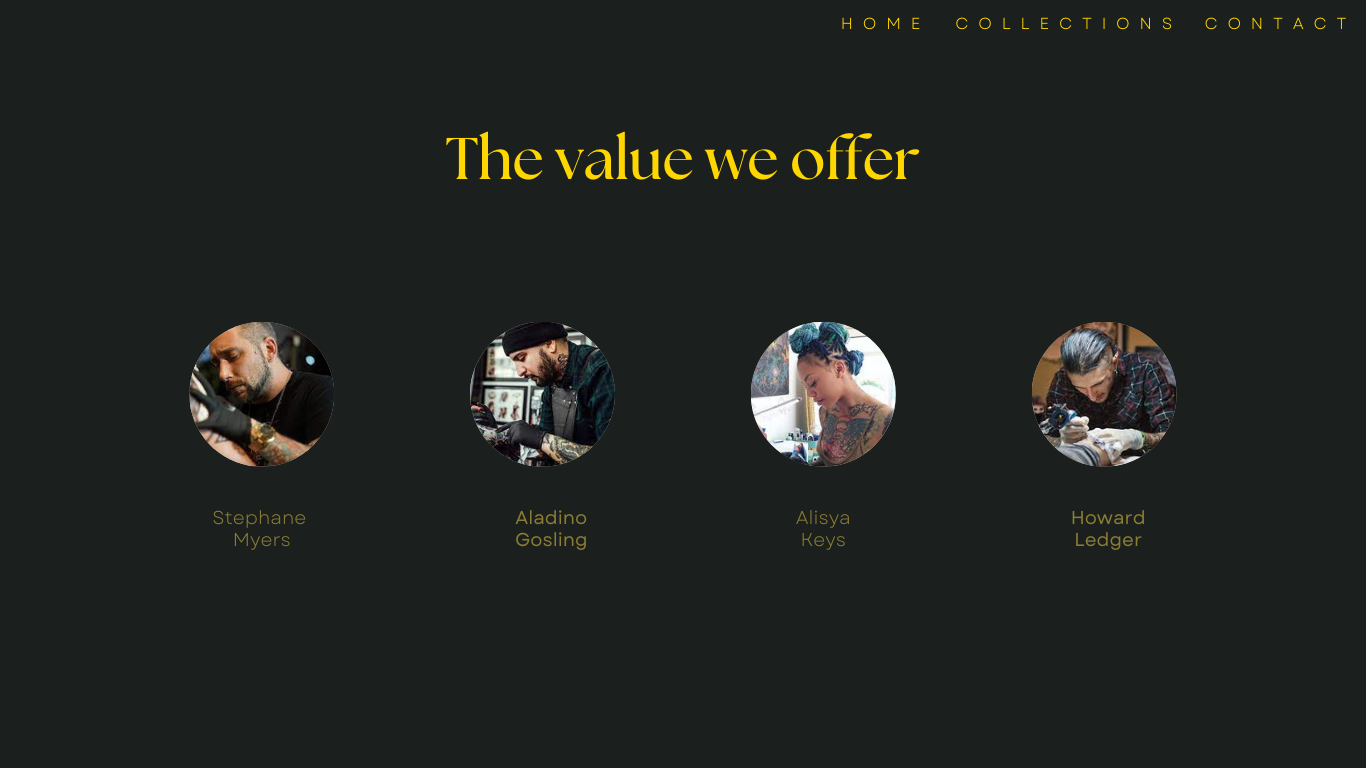 HOME COLLECTIONS CONTACT
The value we offer
Stephane
Myers
Aladino
Gosling
Alisya
Keys
Howard
Ledger